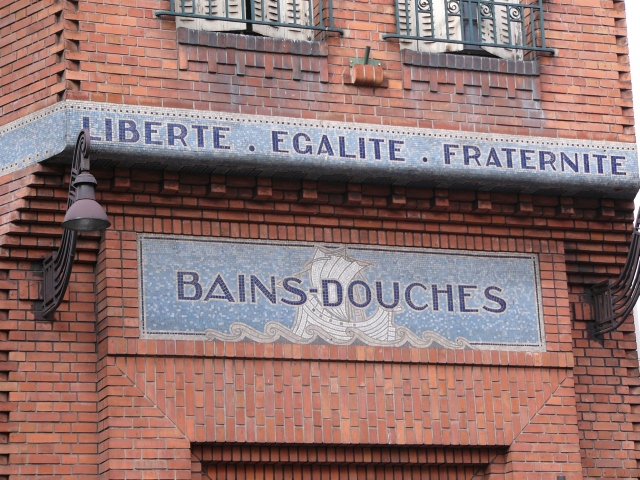 LIBERTE . EGALITE . FRATERNITE
BAINS-DOUCHES